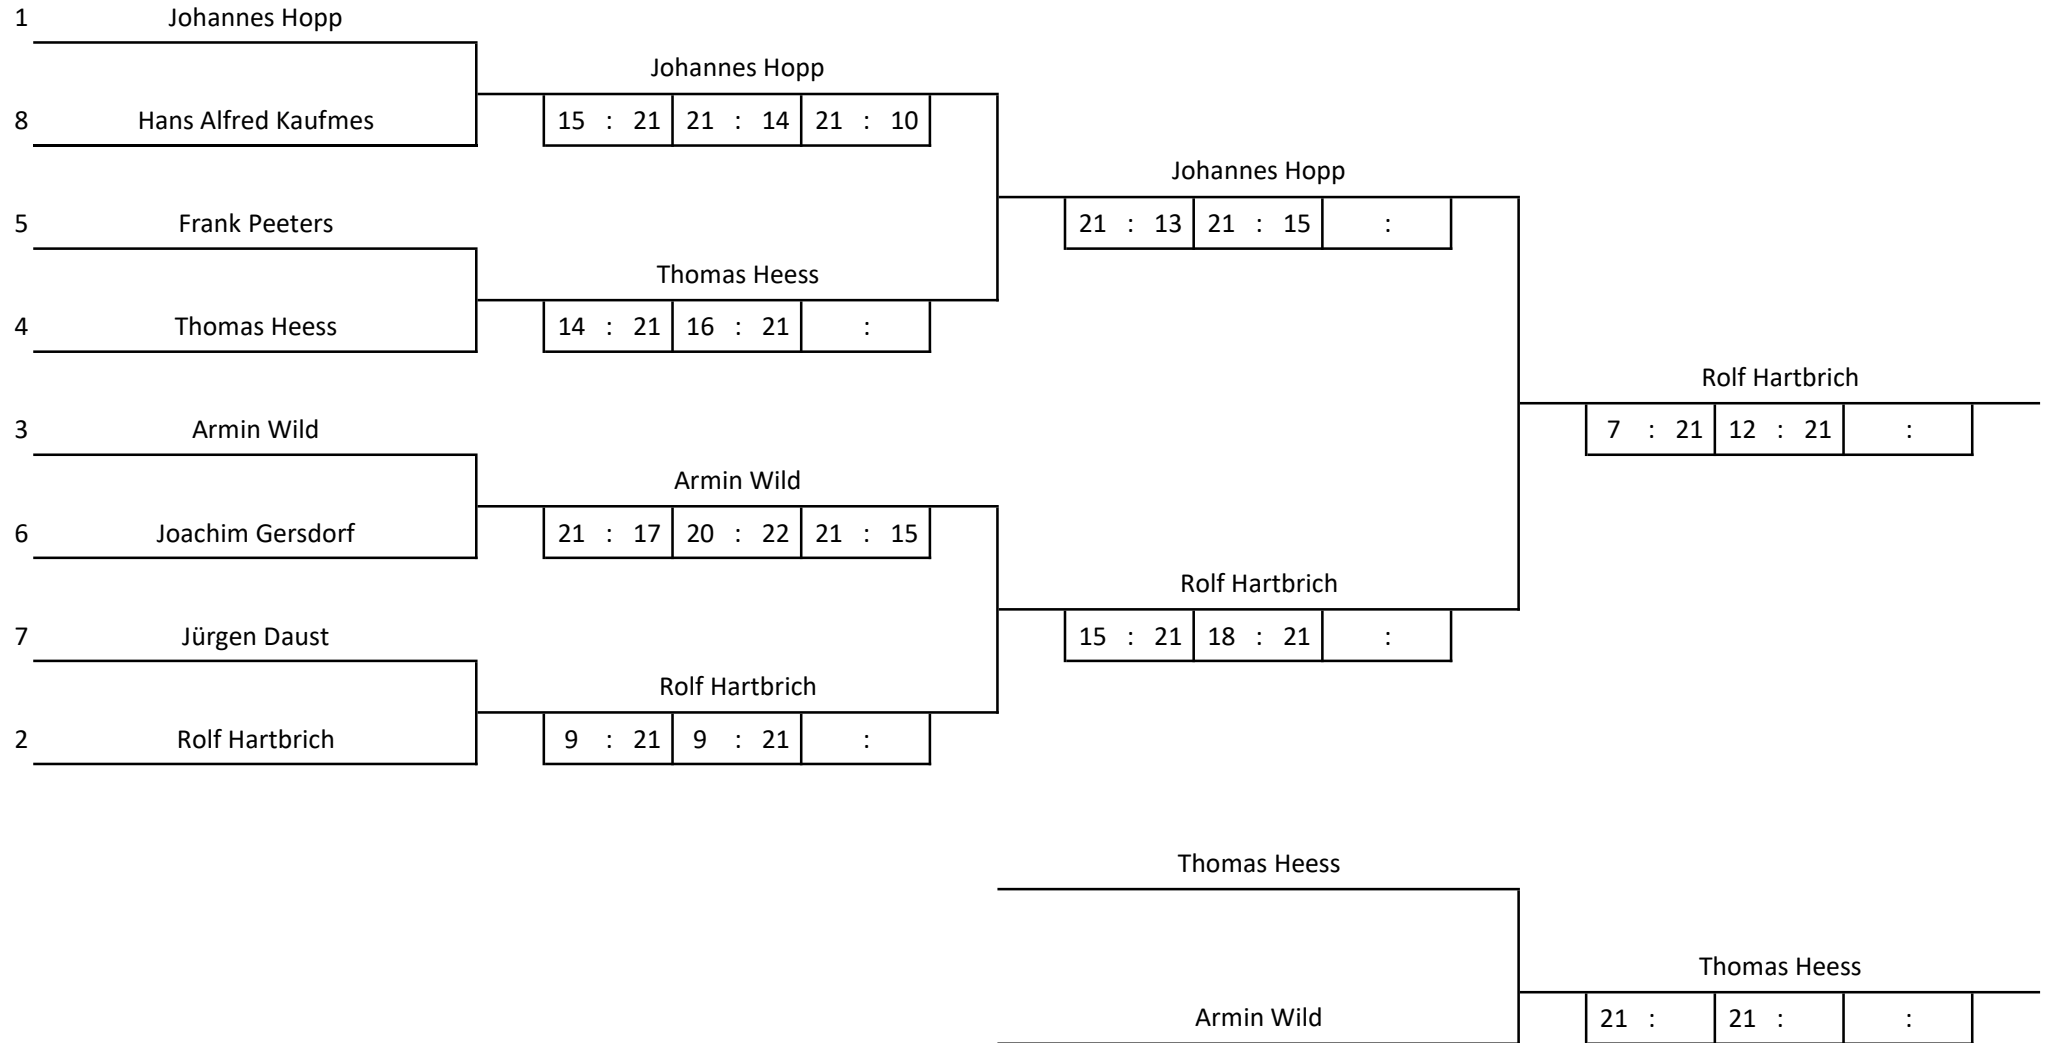 1 Johannes Hopp
Johannes Hopp
8 Hans Alfred Kaufmes 15 : 21 21 : 14 21 : 10
Johannes Hopp
5 Frank Peeters 21 : 13 21 : 15 :
Thomas Heess
4 Thomas Heess 14 : 21 16 : 21 :
Rolf Hartbrich
3 Armin Wild 7 : 21 12 : 21 :
Armin Wild
6 Joachim Gersdorf 21 : 17 20 : 22 21 : 15
Rolf Hartbrich
7 Jürgen Daust 15 : 21 18 : 21 :
Rolf Hartbrich
2 Rolf Hartbrich 9 : 21 9 : 21 :
Thomas Heess
Thomas Heess
Armin Wild 21 : 21 : :